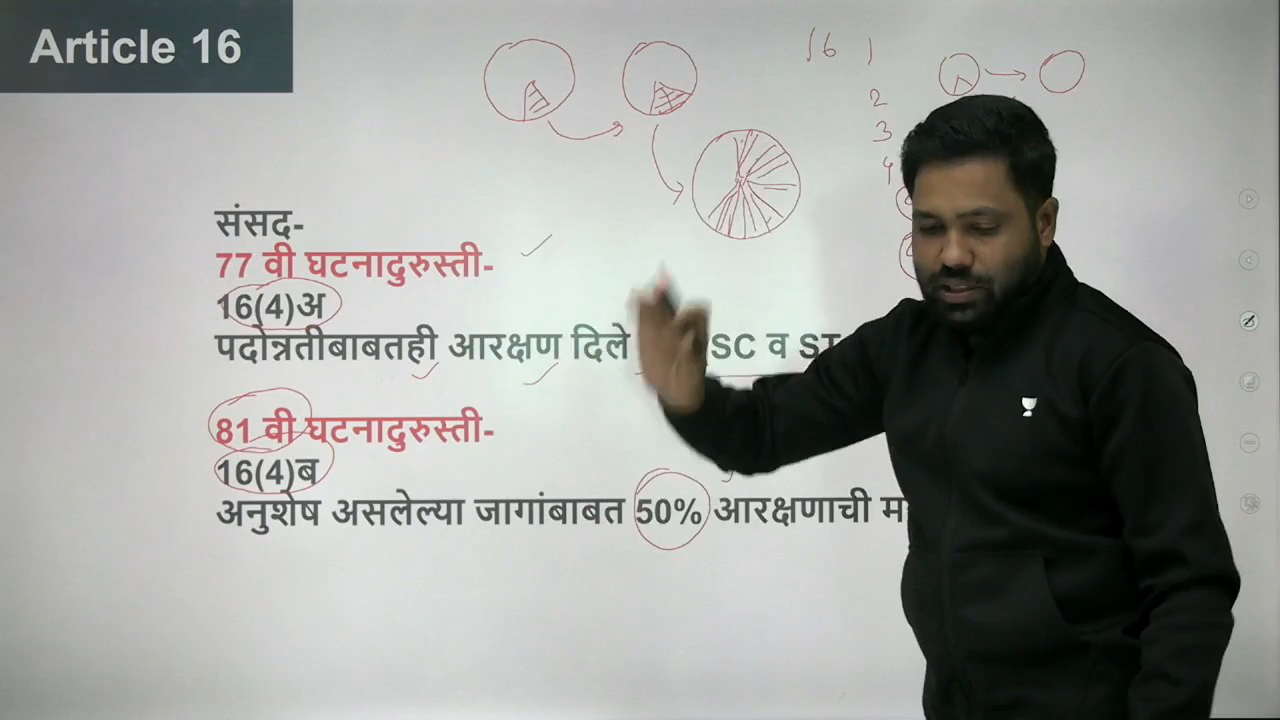 Article 16
16 1
2
3
4
संसद-
77 वी घटनादुरुस्ती-
16(4)अ
पदोन्नतीबाबतही आरक्षण दिले SC व ST
81 वी घटनादुरुस्ती-
16(4)ब
अनुशेष असलेल्या जागांबाबत 50% आरक्षणाची